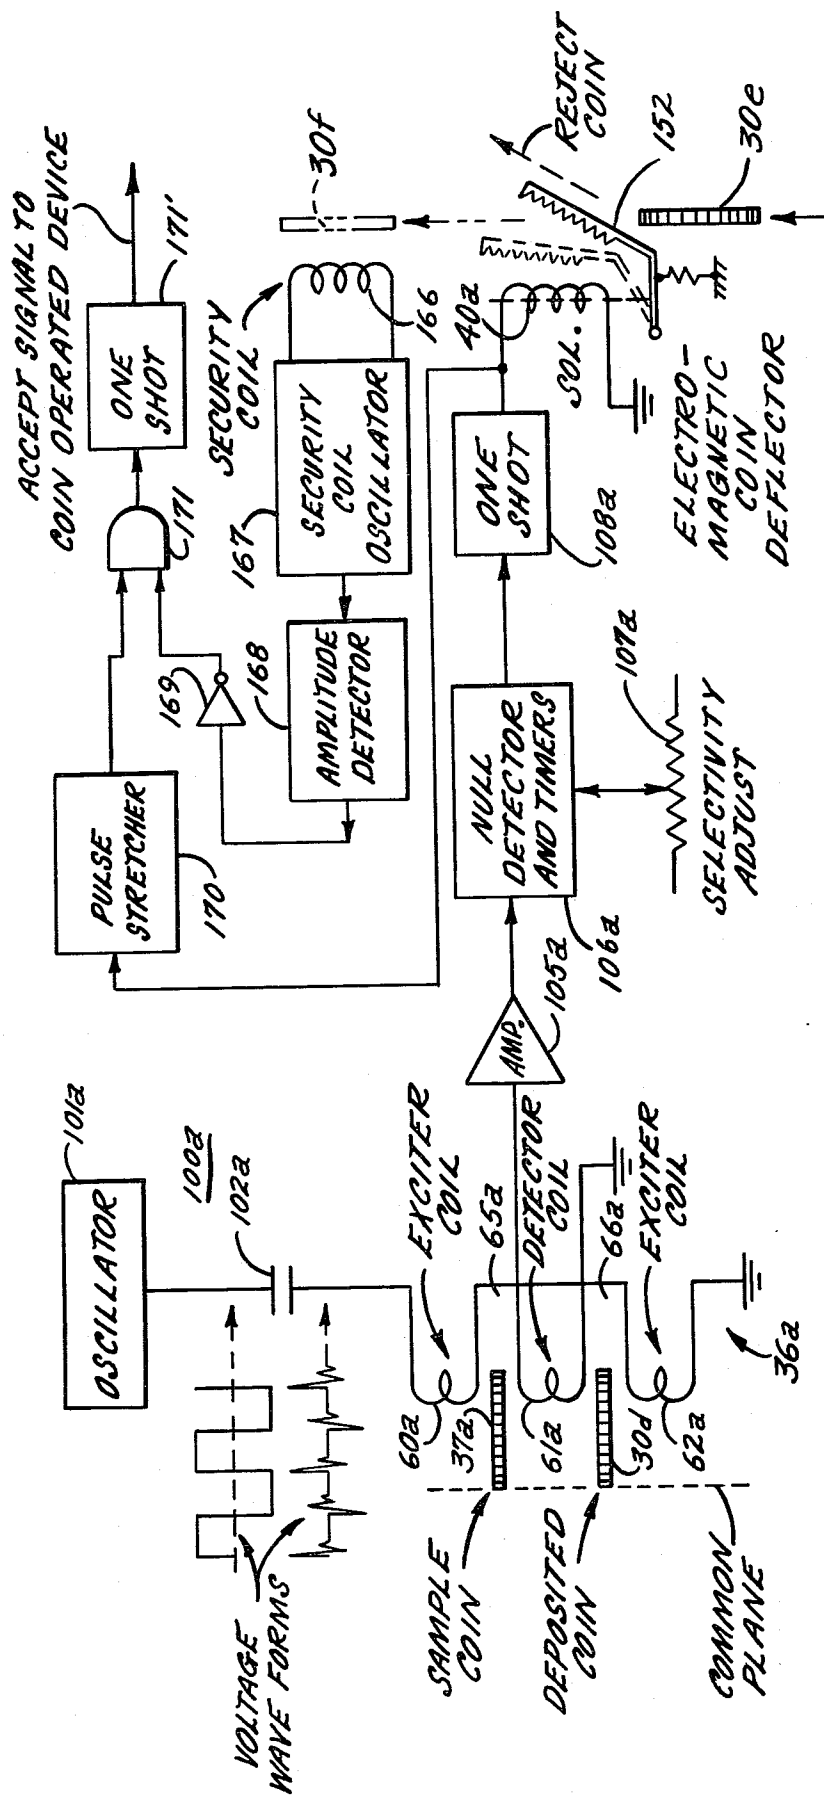 OSCILLATOR
101a
100a
102a
VOLTAGE
WAVE FORMS
EXCITER
COIL
60a
65a
37a
SAMPLE
COIN
DETECTOR
COIL
61a
66a
DEPOSITED
COIN
30d
EXCITER
COIL
62a
36a
COMMON
PLANE
AMP.
105a
NULL
DETECTOR
AND TIMERS
106a
107a
SELECTIVITY
ADJUST
ONE
SHOT
108a
SOL.
40a
ELECTRO-
MAGNETIC
COIN
DEFLECTOR
REJECT
COIN
152
30e
30f
PULSE
STRETCHER
170
169
AMPLITUDE
DETECTOR
168
SECURITY
COIL
OSCILLATOR
167
SECURITY
COIL
166
171
ONE
SHOT
171'
ACCEPT SIGNAL TO
COIN OPERATED DEVICE